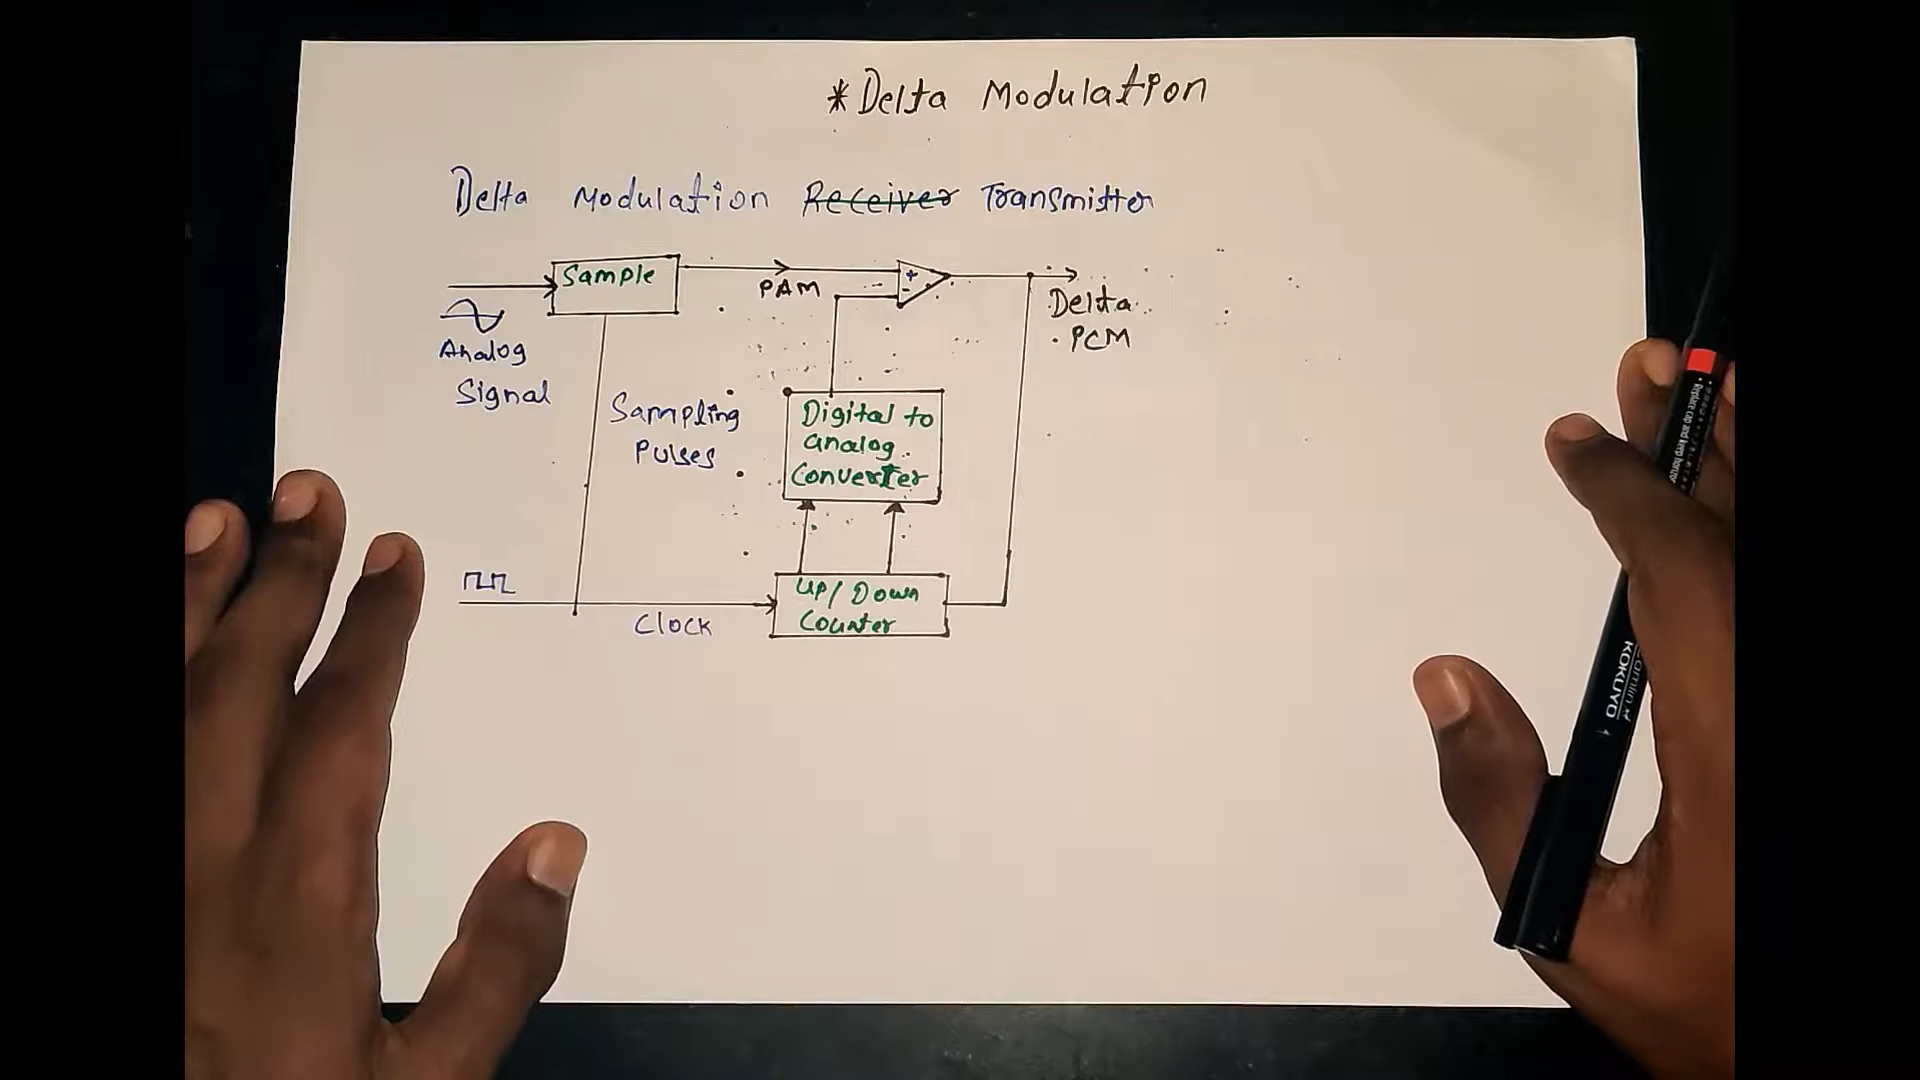 *Delta Modulation
Delta Modulation Receiver Transmitter
Sample
PAM
+
-
Delta
PCM
Analog
Signal
Sampling
Pulses
Digital to
analog
Converter
Up/Down
Counter
Clock
KOKUYO